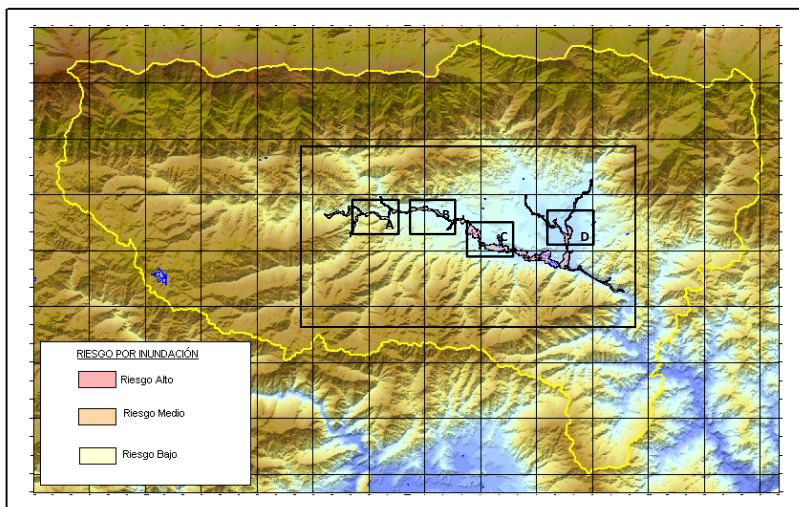 A
B
C
D
RIESGO POR INUNDACIÓN
Riesgo Alto
Riesgo Medio
Riesgo Bajo